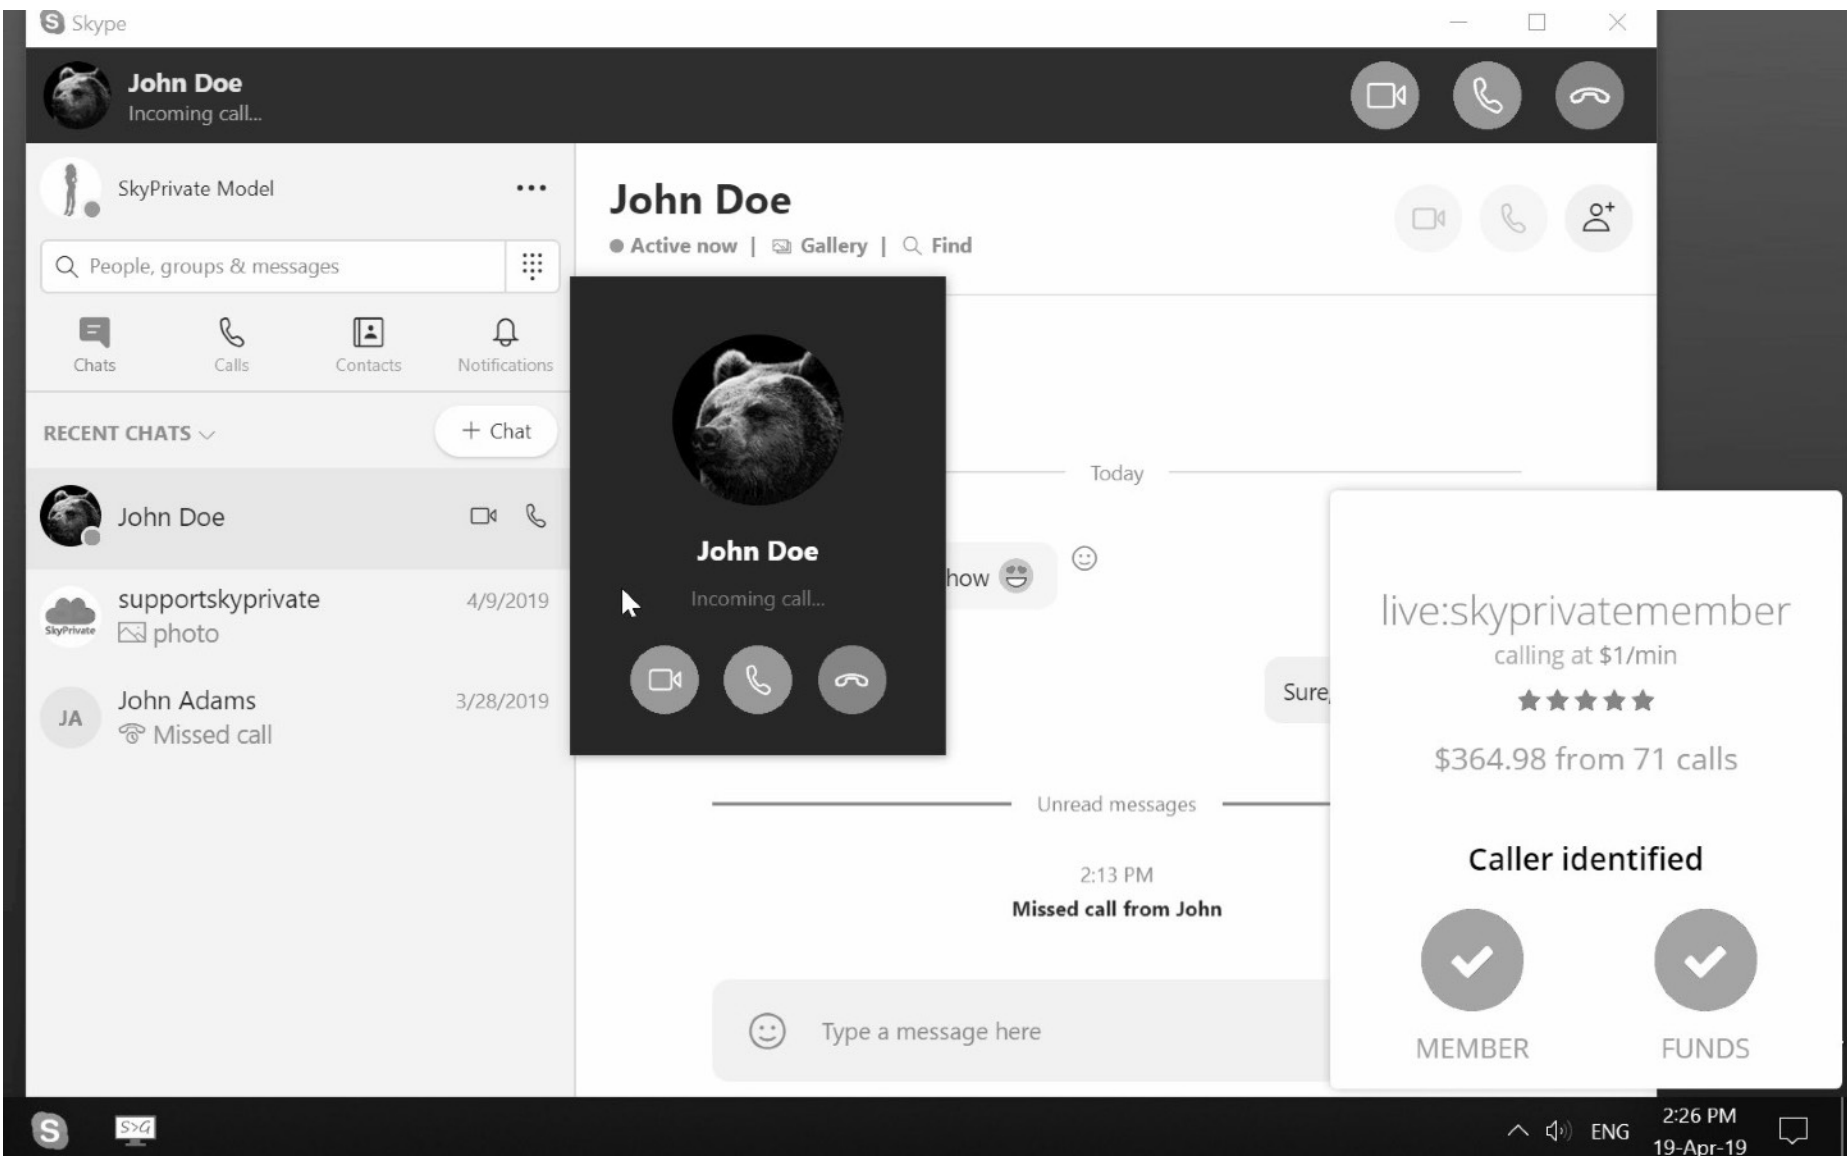 Skype
John Doe
Incoming call...
SkyPrivate Model
People, groups & messages
Chats
Calls
Contacts
Notifications
RECENT CHATS
+ Chat
John Doe
supportskyprivate
4/9/2019
SkyPrivate
photo
JA
John Adams
3/28/2019
Missed call
John Doe
Active now | Gallery | Find
John Doe
Incoming call...
Today
how
Sure,
Unread messages
2:13 PM
Missed call from John
Type a message here
live:skyprivatemember
calling at $1/min
$364.98 from 71 calls
Caller identified
MEMBER
FUNDS
S
S>G
ENG
2:26 PM
19-Apr-19